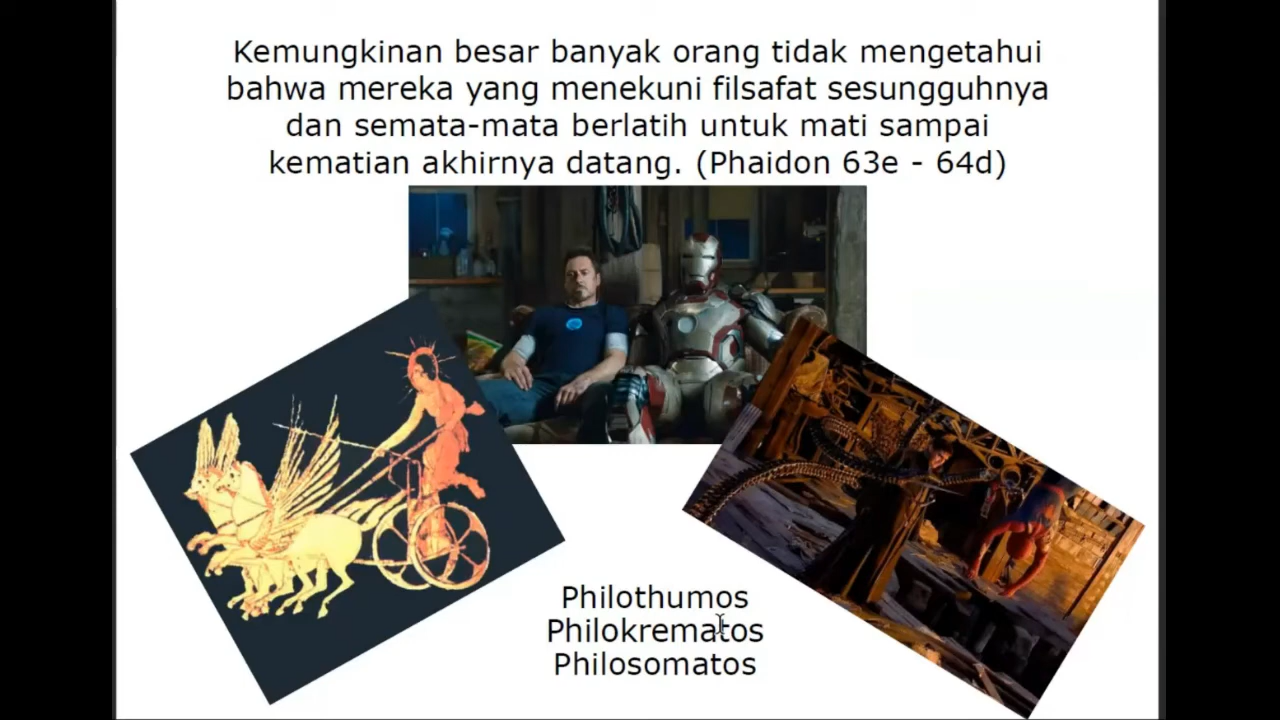 Kemungkinan besar banyak orang tidak mengetahui
bahwa mereka yang menekuni filsafat sesungguhnya
dan semata-mata berlatih untuk mati sampai
kematian akhirnya datang. (Phaidon 63e - 64d)
Philothumos
Philokrematos
Philosomatos